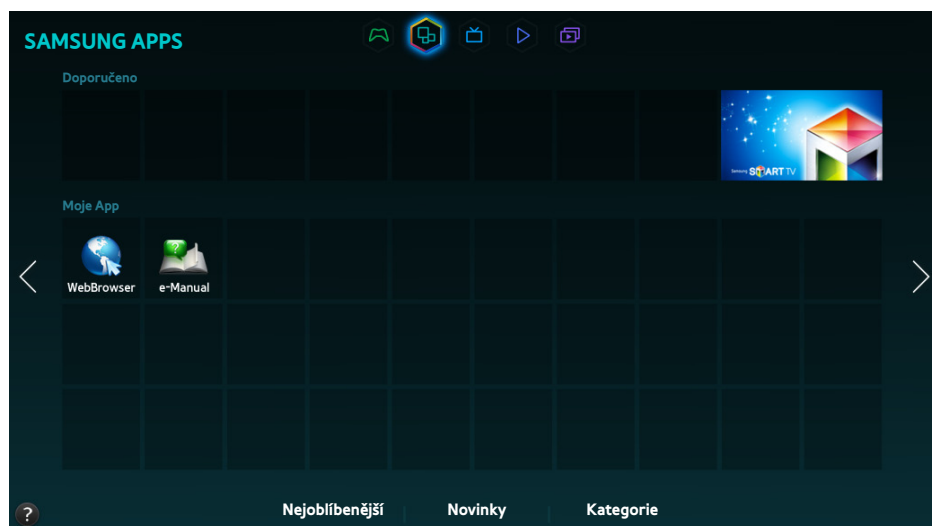 SAMSUNG APPS
Doporučeno
Samsung SMART TV
Moje App
WebBrowser
e-Manual
Nejoblíbenější
Novinky
Kategorie
?